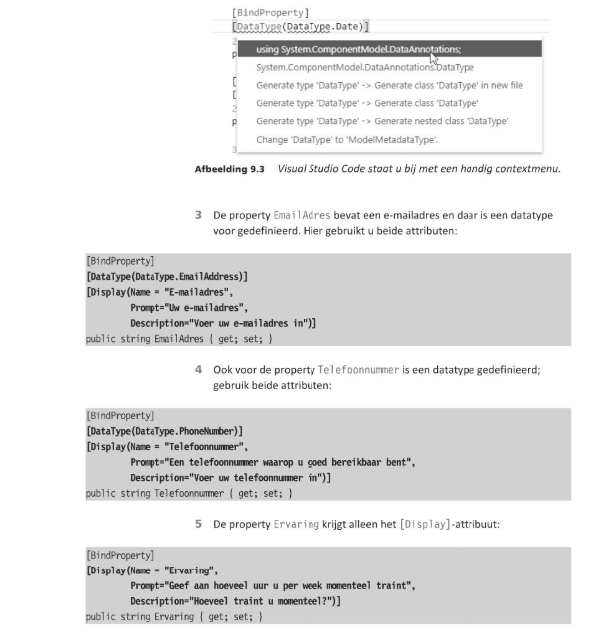 [BindProperty]
[DataType(DataType.Date)]
2
using System.ComponentModel.DataAnnotations;
p
System.ComponentModel.DataAnnotations.DataType
[
Generate type 'DataType' -> Generate class 'DataType' in new file
[
Generate type 'DataType' -> Generate class 'DataType'
2
p
Generate type 'DataType' -> Generate nested class 'DataType'
Change 'DataType' to 'ModelMetadataType'.
3
Afbeelding 9.3 Visual Studio Code staat u bij met een handig contextmenu.
3 De property EmailAdres bevat een e-mailadres en daar is een datatype
voor gedefinieerd. Hier gebruikt u beide attributen:
[BindProperty]
[DataType(DataType.EmailAddress)]
[Display(Name = "E-mailadres",
Prompt="Uw e-mailadres",
Description="Voer uw e-mailadres in")]
public string EmailAdres { get; set; }
4 Ook voor de property Telefoonnummer is een datatype gedefinieerd;
gebruik beide attributen:
[BindProperty]
[DataType(DataType.PhoneNumber)]
[Display(Name = "Telefoonnummer",
Prompt="Een telefoonnummer waarop u goed bereikbaar bent",
Description="Voer uw telefoonnummer in")]
public string Telefoonnummer { get; set; }
5 De property Ervaring krijgt alleen het [Display]-attribuut:
[BindProperty]
[Display(Name = "Ervaring",
Prompt="Geef aan hoeveel uur u per week momenteel traint",
Description="Hoeveel traint u momenteel?")]
public string Ervaring { get; set; }